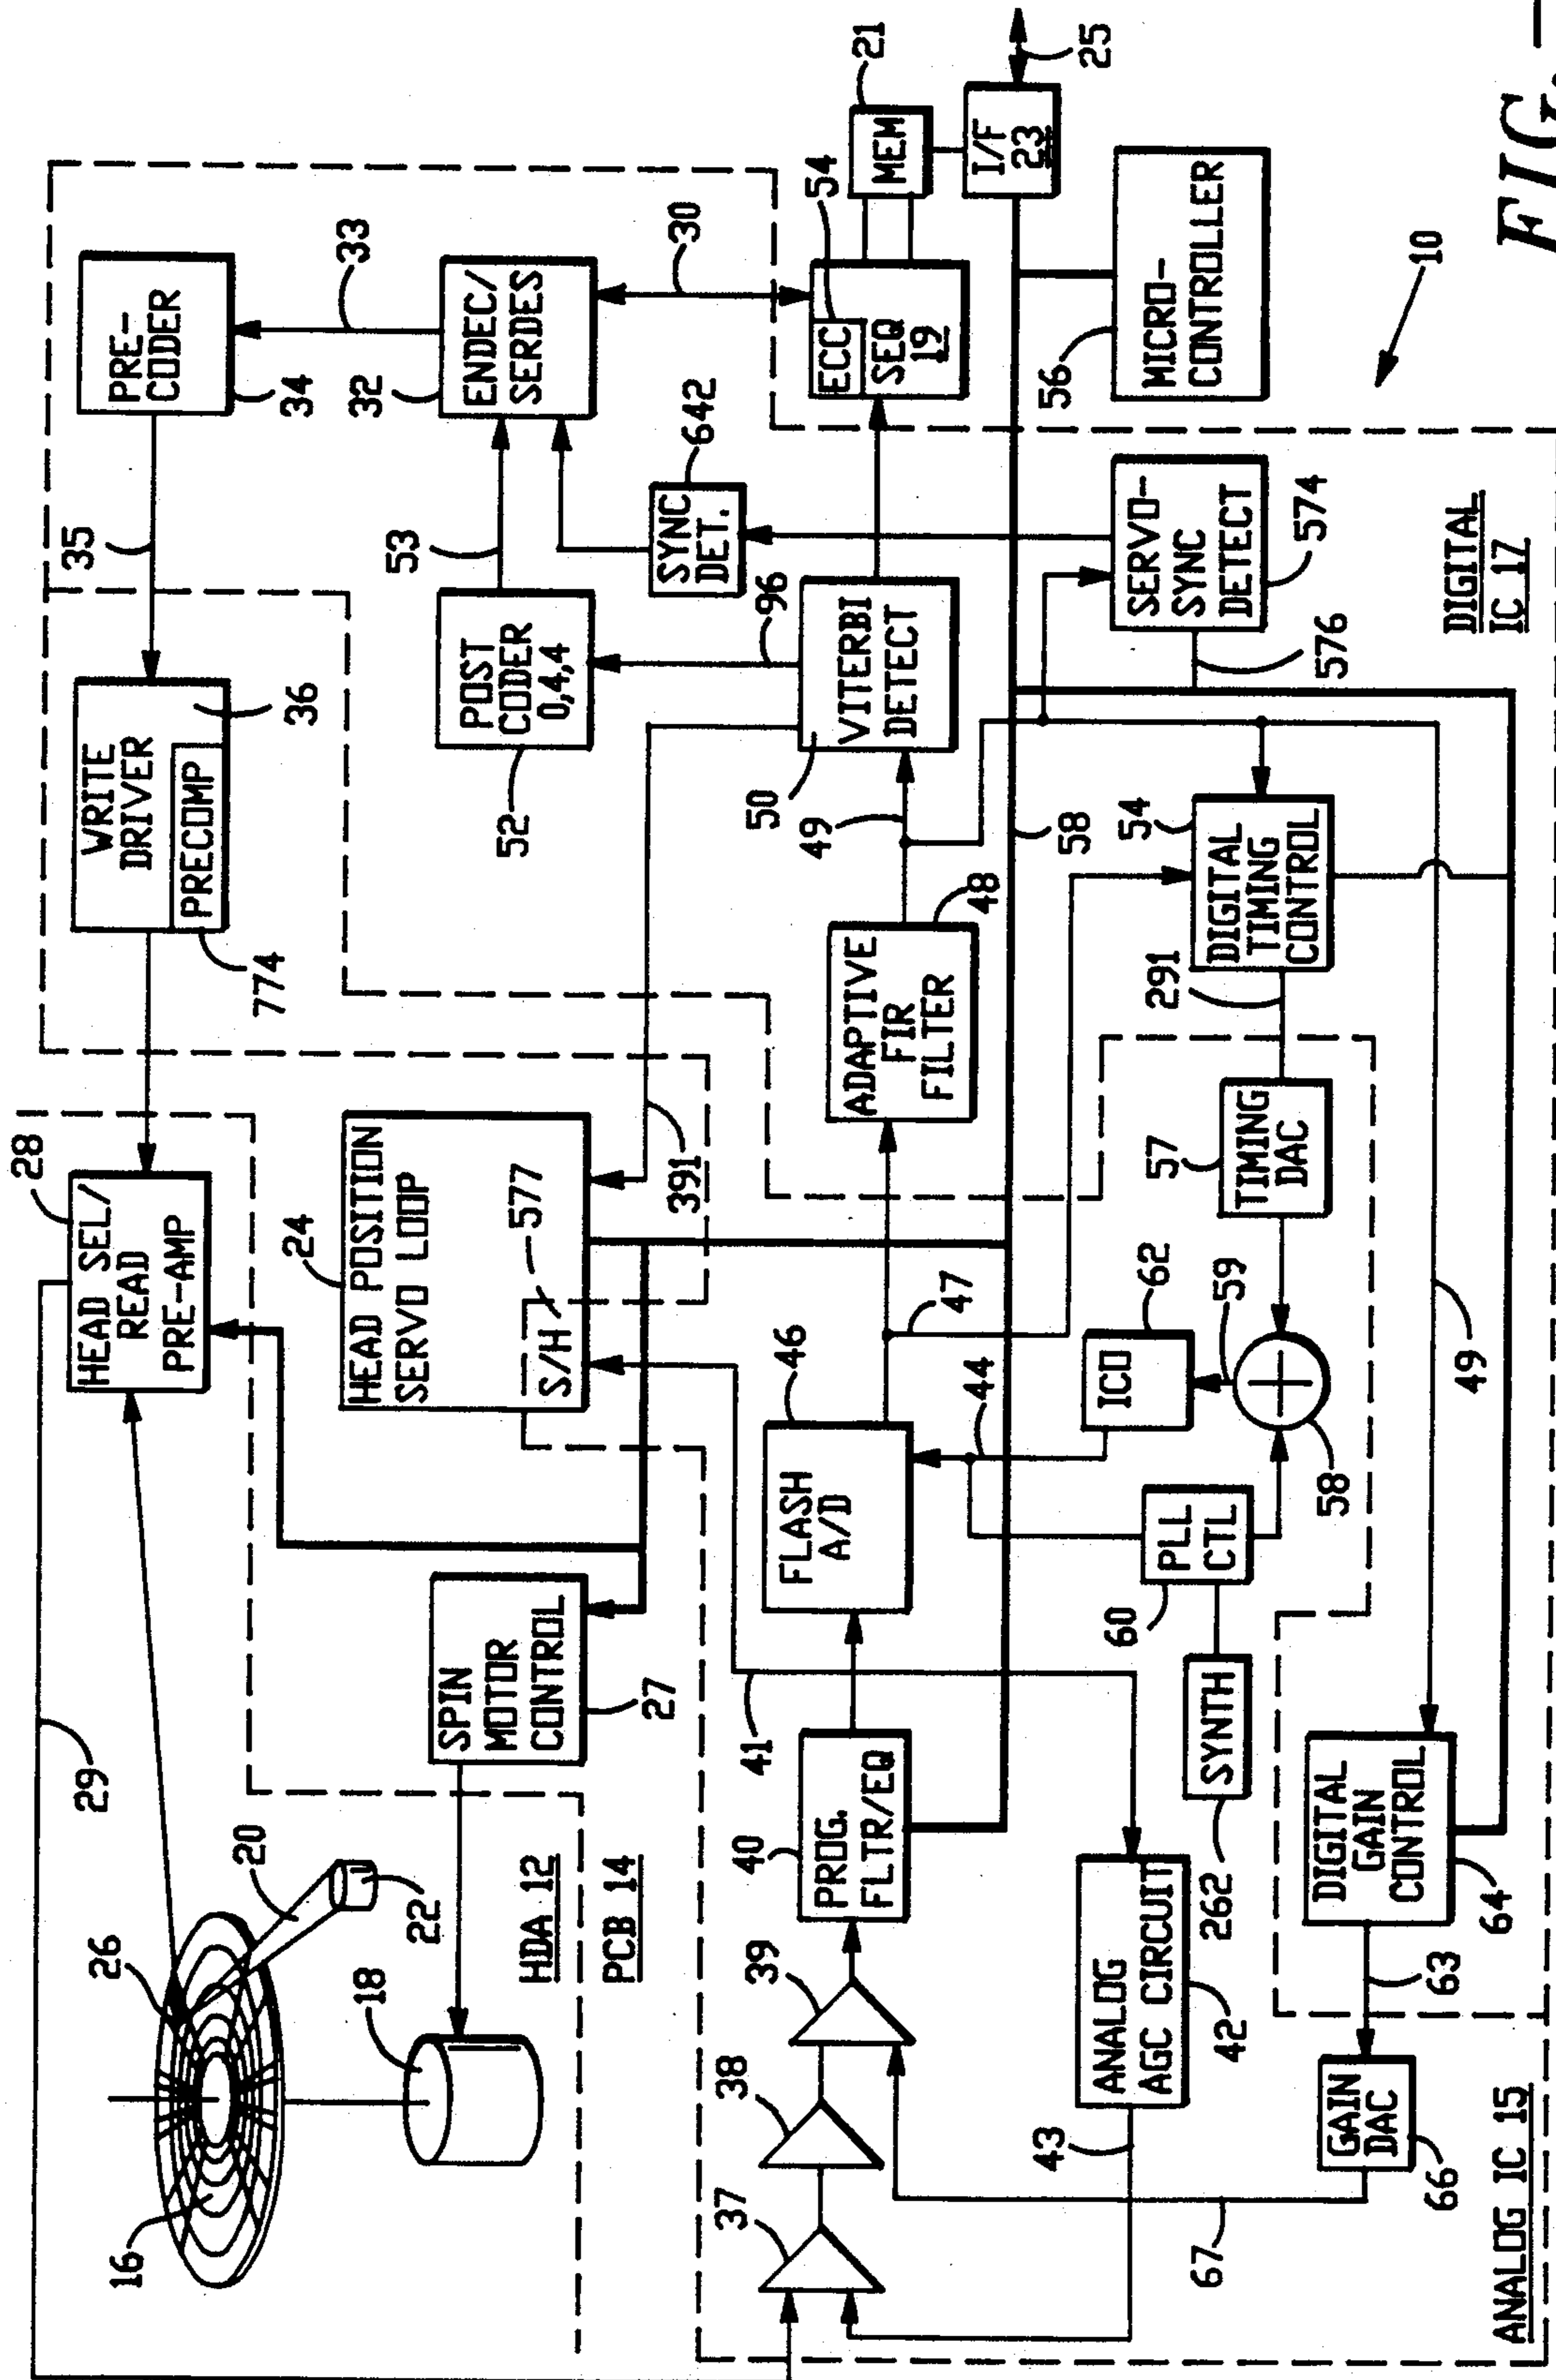 28
HEAD SEL/
READ
PRE-AMP
WRITE
DRIVER
36
PRECOMP
774
35
PRE-
CODER
34
33
29
16
26
20
22
18
HDA 12
PCB 14
SPIN
MOTOR
CONTROL
27
24
HEAD POSITION
SERVO LOOP
S/H
577
391
52
POST
CODER
0,4,4
53
32
ENDEC/
SERDES
SYNC
DET.
642
96
30
37
38
39
40
PROG.
FLTR/EQ
41
FLASH
A/D
46
47
44
ADAPTIVE
FIR
FILTER
48
49
50
VITERBI
DETECT
ECC
54
SEQ
19
MEM
21
I/F
23
25
43
ANALOG
AGC CIRCUIT
42
262
SYNTH
60
PLL
CTL
ICO
62
59
58
57
TIMING
DAC
291
54
DIGITAL
TIMING
CONTROL
58
SERVO-
SYNC
DETECT
574
576
56
MICRO-
CONTROLLER
10
67
GAIN
DAC
66
63
DIGITAL
GAIN
CONTROL
64
49
DIGITAL
IC 17
ANALOG IC 15
FIG.